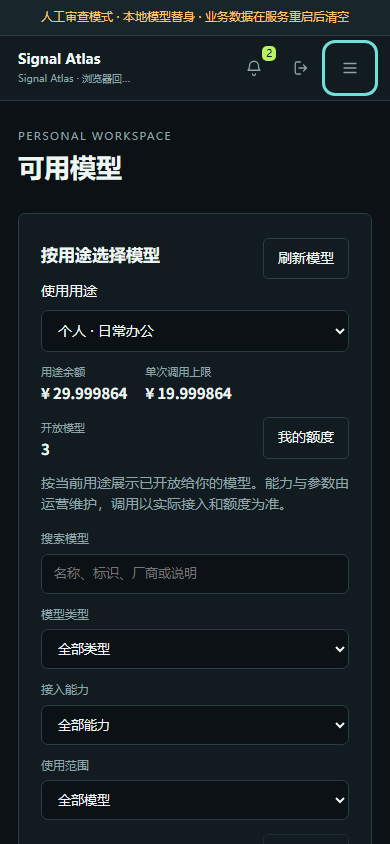 人工审查模式 · 本地模型替身 · 业务数据在服务重启后清空
Signal Atlas
2
Signal Atlas · 浏览器回...
PERSONAL WORKSPACE
可用模型
按用途选择模型
刷新模型
使用用途
个人 · 日常办公
用途余额
单次调用上限
¥ 29.999864
¥ 19.999864
开放模型
3
我的额度
按当前用途展示已开放给你的模型。能力与参数由
运营维护，调用以实际接入和额度为准。
搜索模型
名称、标识、厂商或说明
模型类型
全部类型
接入能力
全部能力
使用范围
全部模型